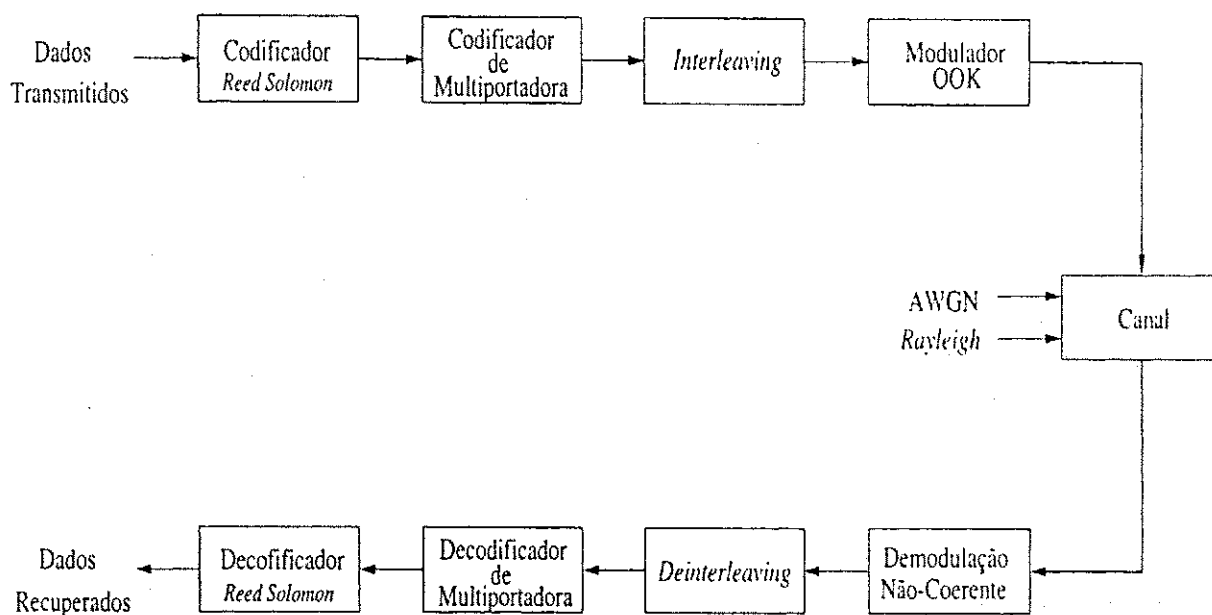 Dados
Transmitidos
Codificador
Reed Solomon
Codificador
de
Multiportadora
Interleaving
Modulador
OOK
AWGN
Rayleigh
Canal
Dados
Recuperados
Decofificador
Reed Solomon
Decodificador
de
Multiportadora
Deinterleaving
Demodulação
Não-Coerente